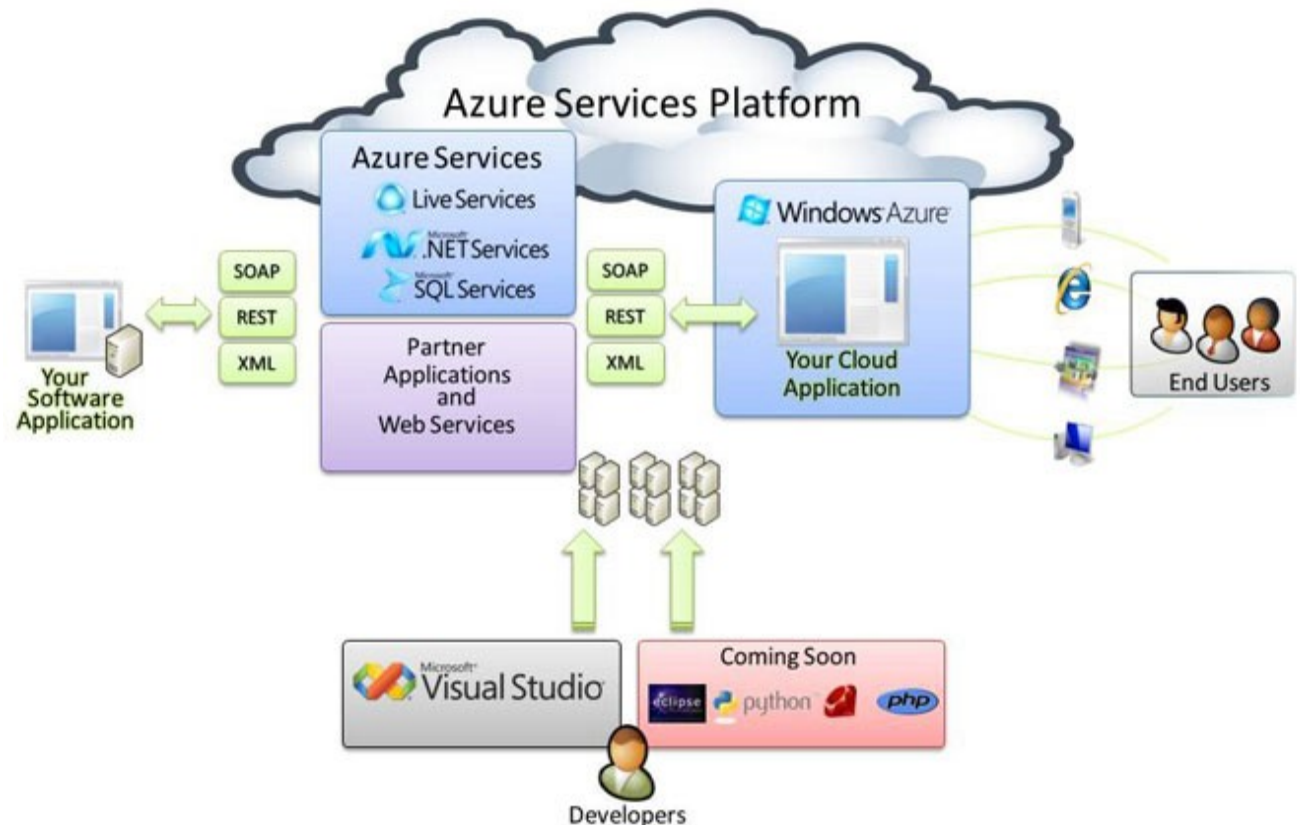 Azure Services Platform
Azure Services
Live Services
Microsoft
.NET Services
Microsoft
SQL Services
Partner
Applications
and
Web Services
SOAP
REST
XML
Your
Software
Application
SOAP
REST
XML
Windows Azure
Your Cloud
Application
End Users
Microsoft
Visual Studio
Coming Soon
eclipse
python
php
Developers